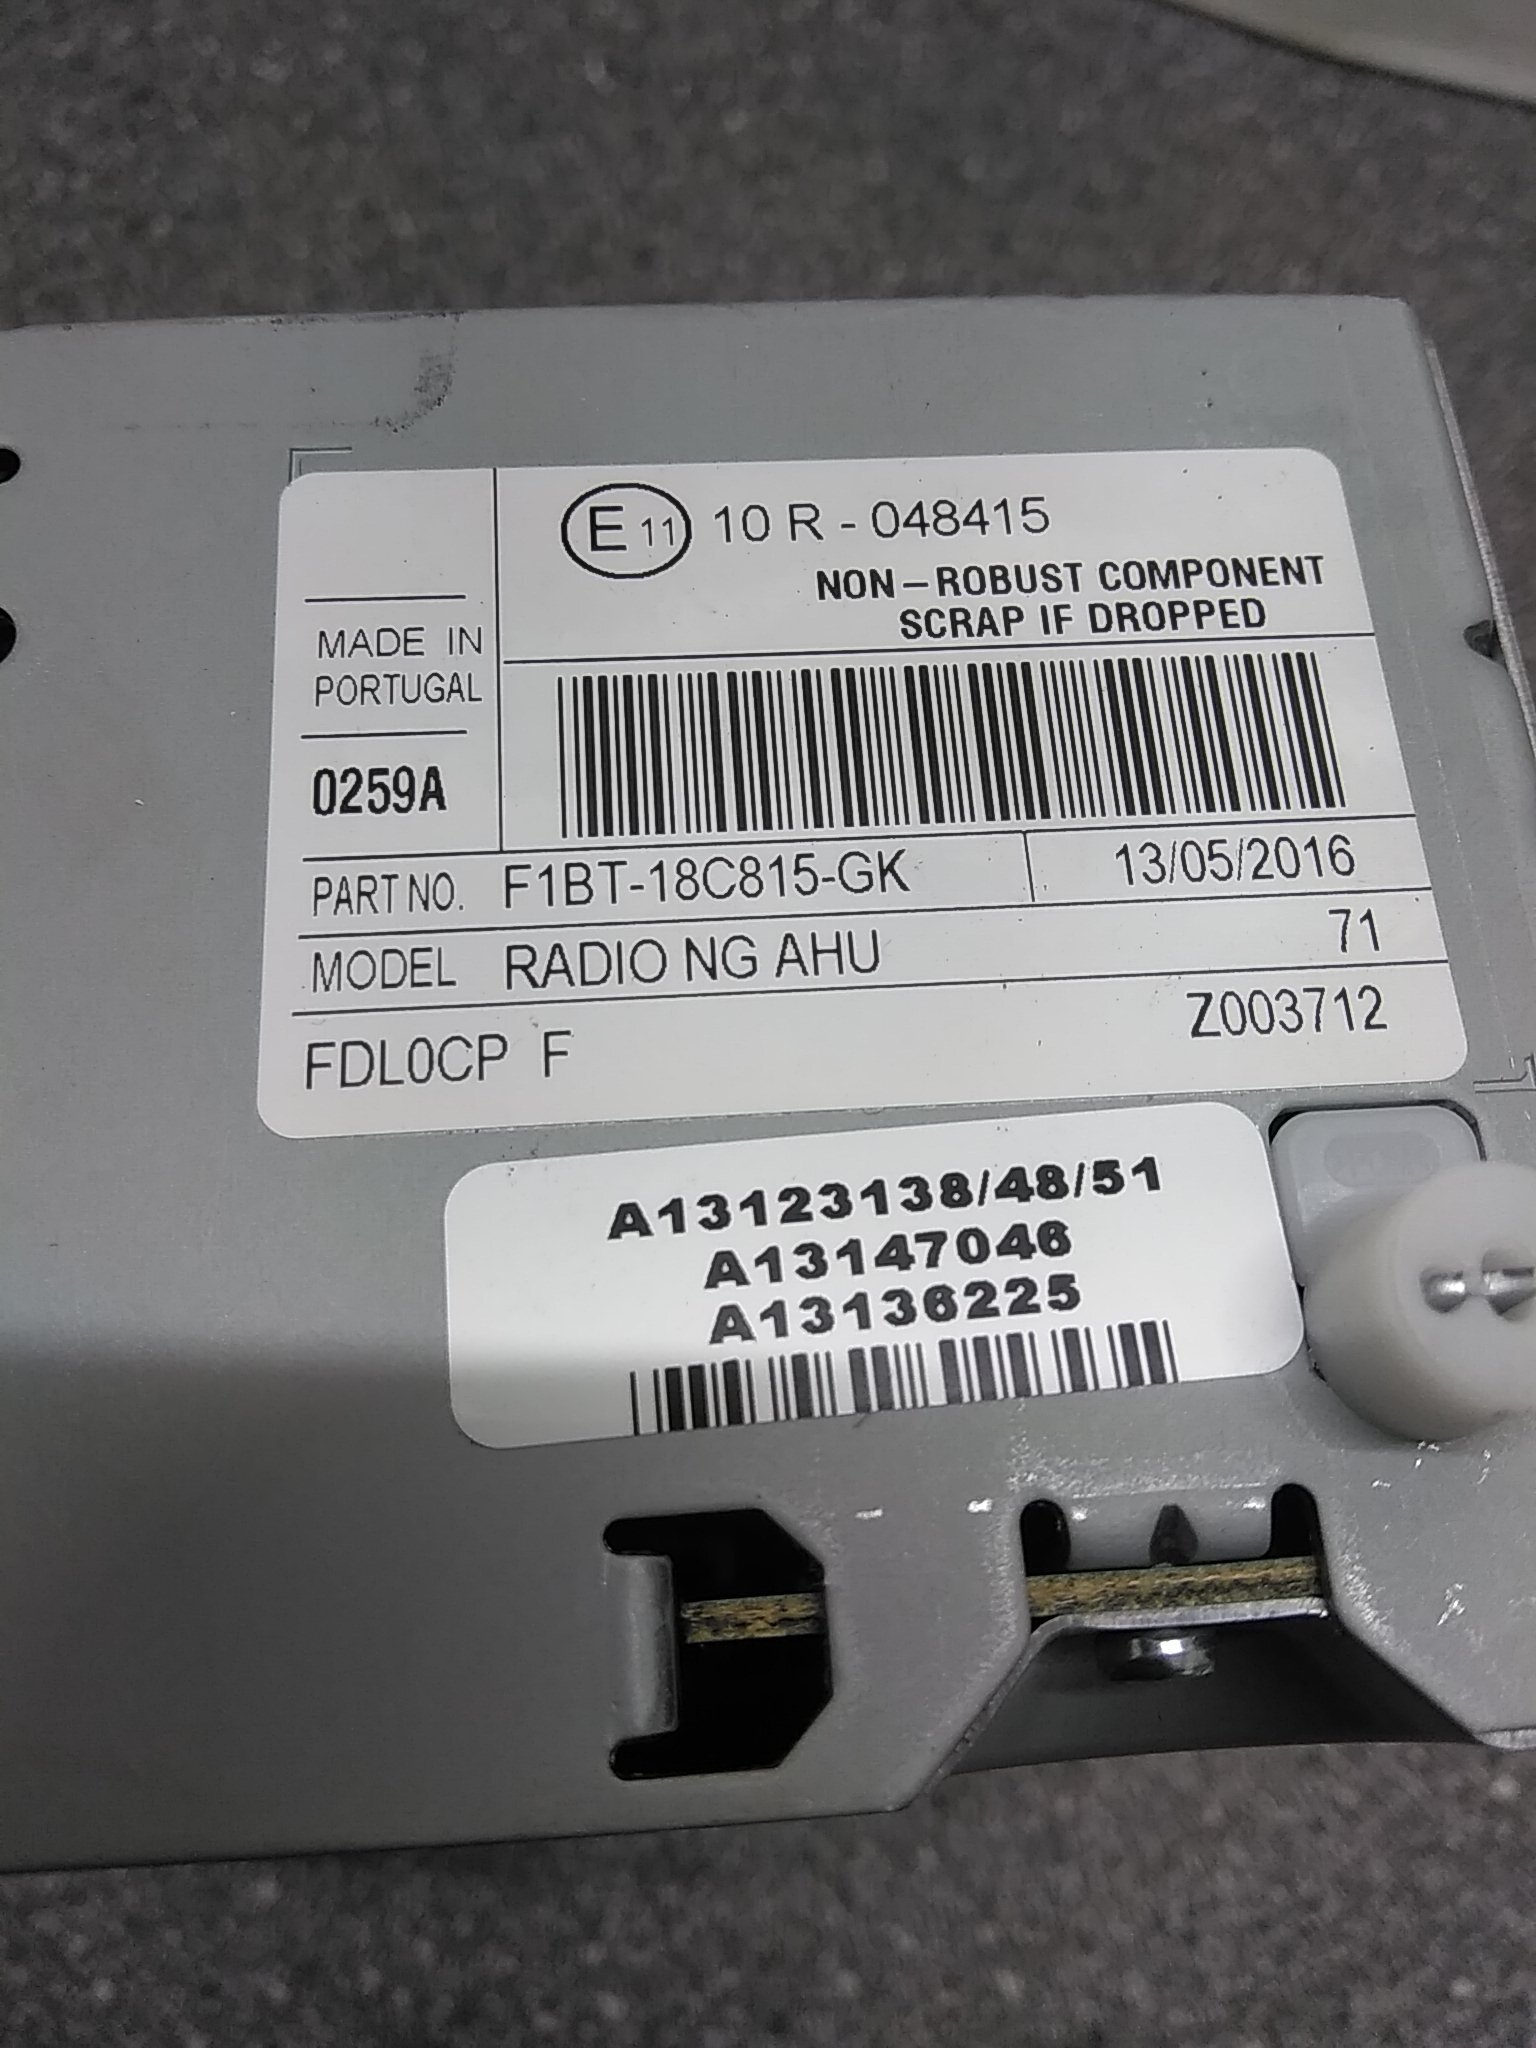 E 11 10 R - 048415
NON-ROBUST COMPONENT
SCRAP IF DROPPED
MADE IN
PORTUGAL
0259A
PART NO. F1BT-18C815-GK 13/05/2016
MODEL RADIO NG AHU 71
FDL0CP F Z003712
A13123138/48/51
A13147046
A13136225